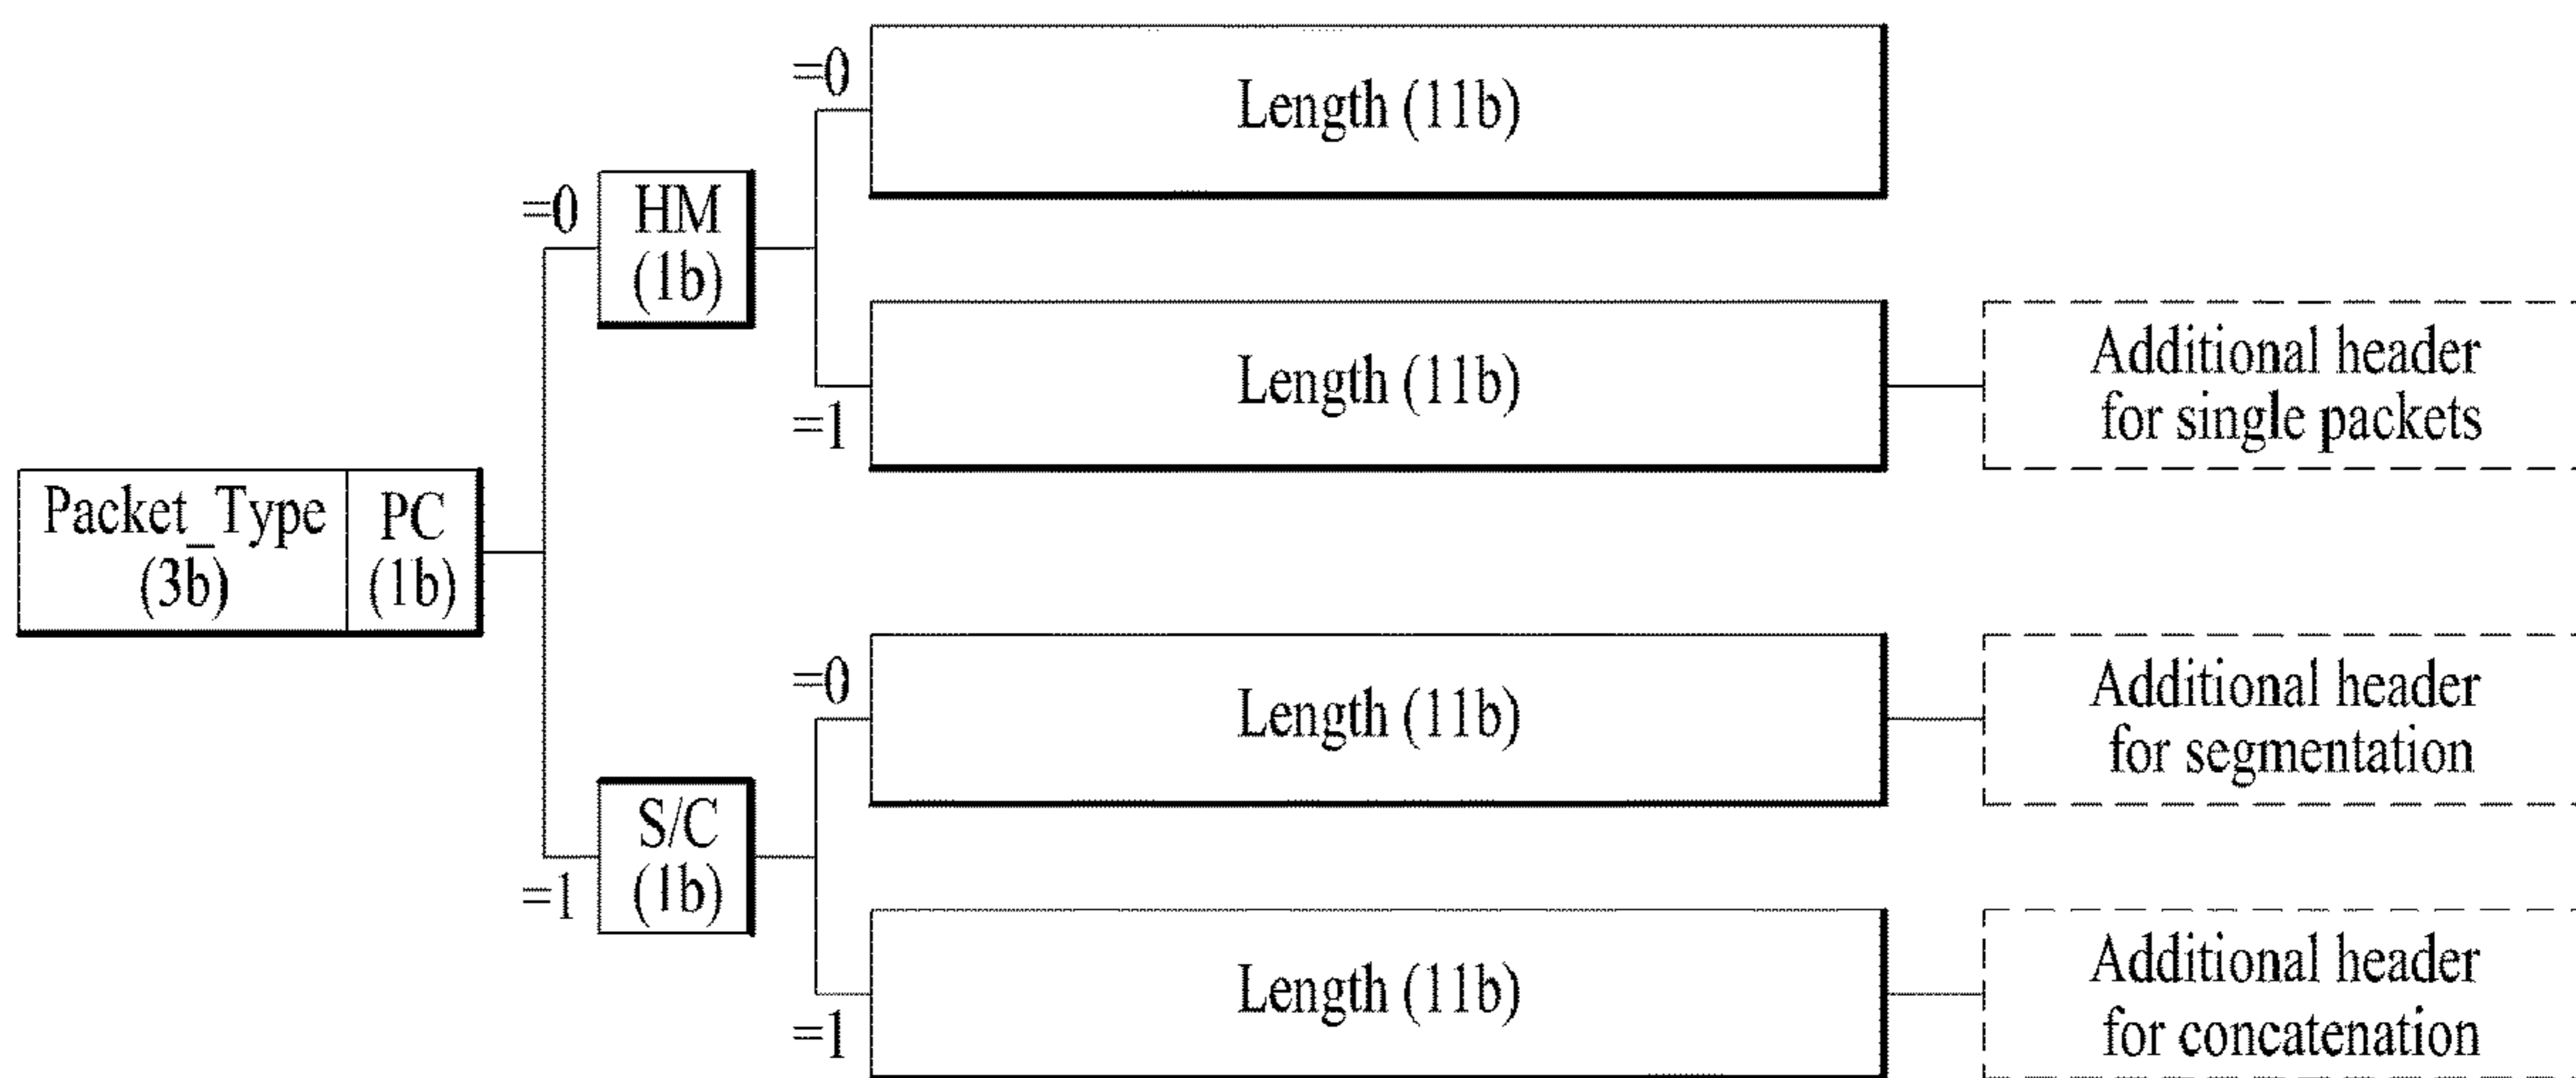 Packet_Type
(3b)
PC
(1b)
=0
HM
(1b)
=0
Length (11b)
=1
Length (11b)
Additional header
for single packets
=1
S/C
(1b)
=0
Length (11b)
Additional header
for segmentation
=1
Length (11b)
Additional header
for concatenation